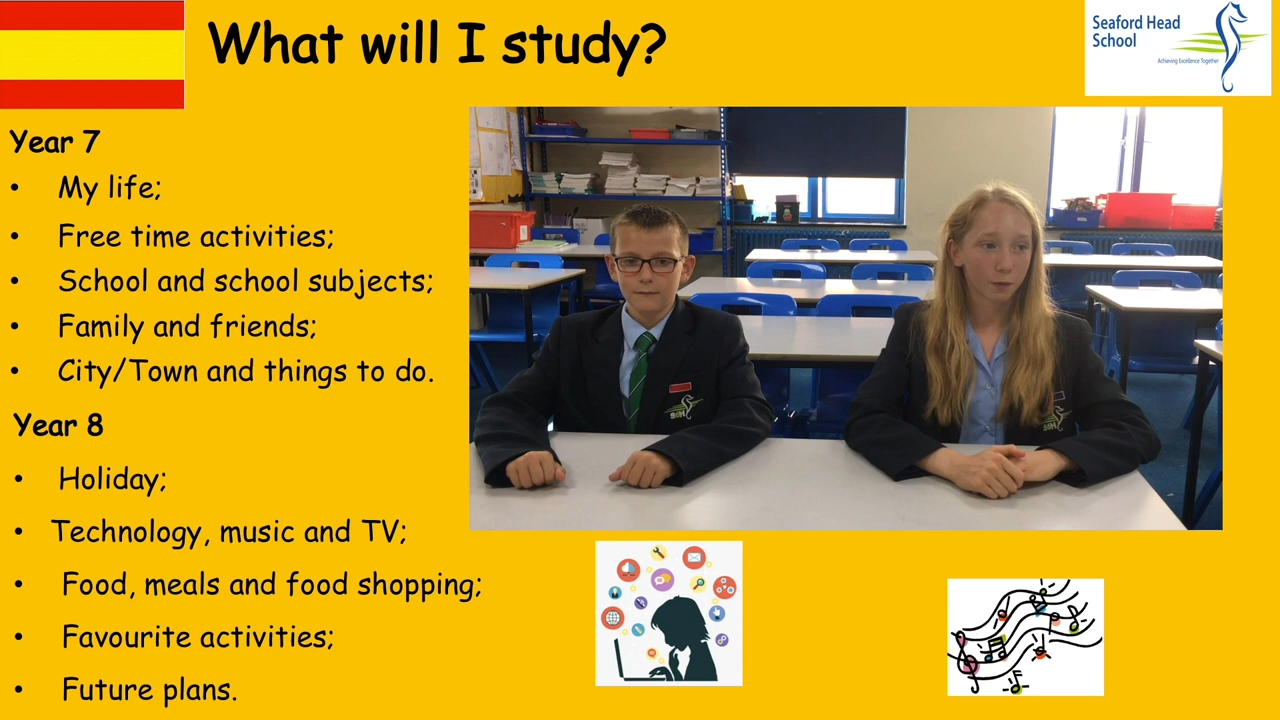 What will I study?
Seaford Head
School
Achieving Excellence Together
Year 7
• My life;
• Free time activities;
• School and school subjects;
• Family and friends;
• City/Town and things to do.
Year 8
• Holiday;
• Technology, music and TV;
• Food, meals and food shopping;
• Favourite activities;
• Future plans.